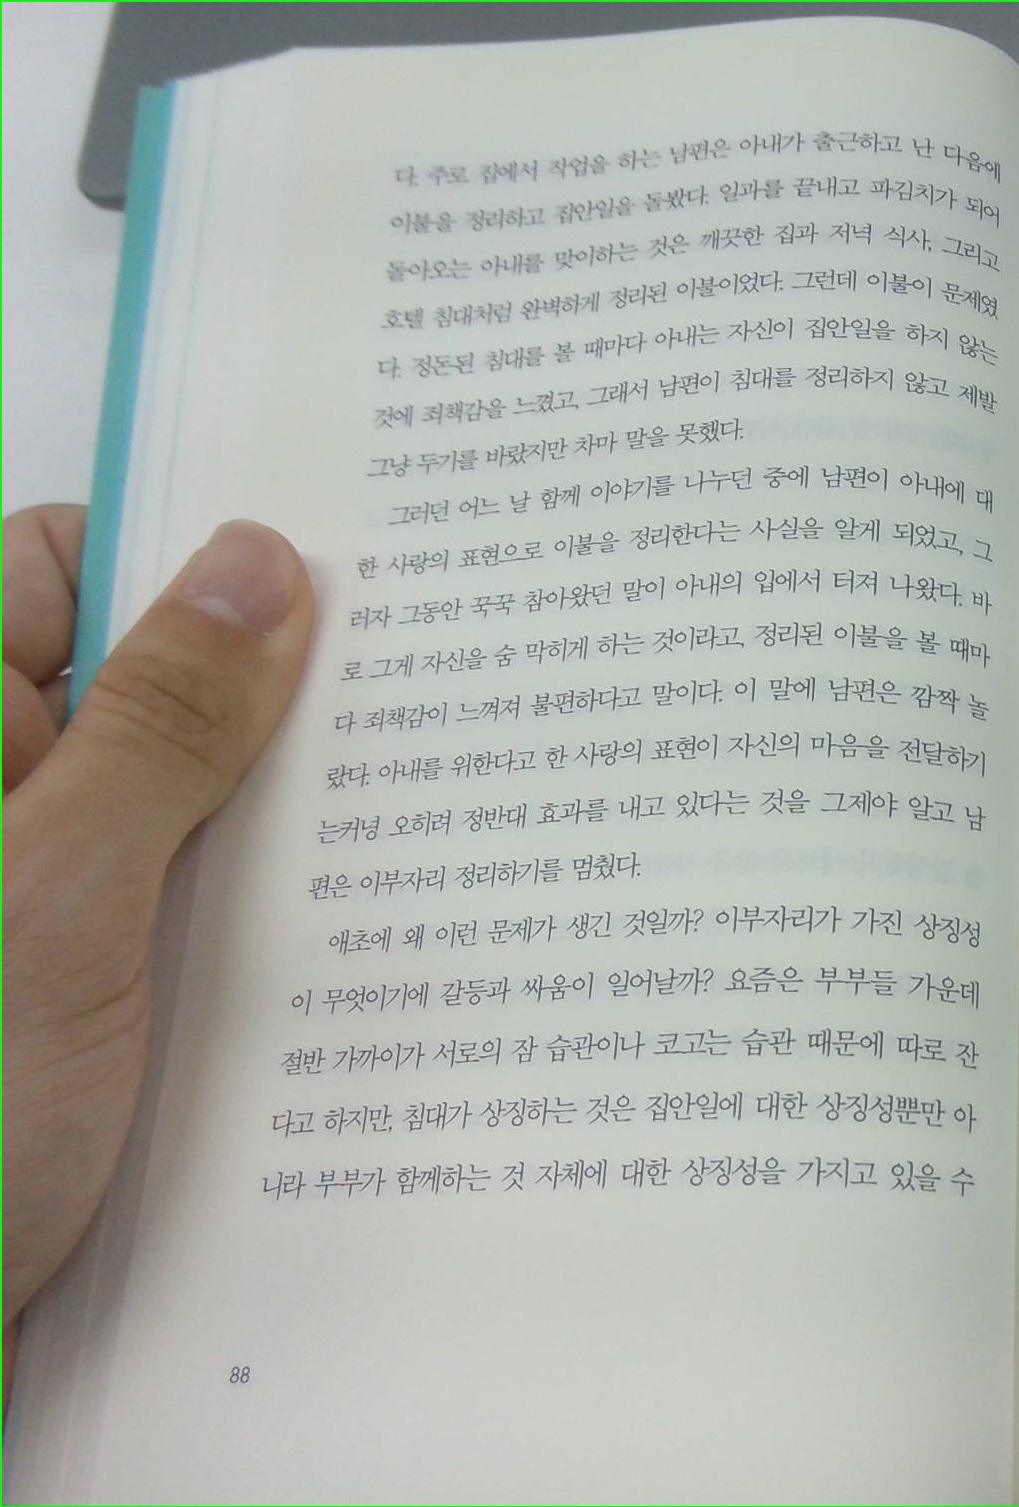 다. 주로 집에서 작업을 하는 남편은 아내가 출근하고 난 다음에
이불을 정리하고 집안일을 돌봤다. 일과를 끝내고 파김치가 되어
돌아오는 아내를 맞이하는 것은 깨끗한 집과 저녁 식사, 그리고
호텔 침대처럼 완벽하게 정리된 이불이었다. 그런데 이불이 문제였
다. 정돈된 침대를 볼 때마다 아내는 자신이 집안일을 하지 않는
것에 죄책감을 느꼈고, 그래서 남편이 침대를 정리하지 않고 제발
그냥 두기를 바랐지만 차마 말을 못했다.
그러던 어느 날 함께 이야기를 나누던 중에 남편이 아내에 대
한 사랑의 표현으로 이불을 정리한다는 사실을 알게 되었고, 그
러자 그동안 꾹꾹 참아왔던 말이 아내의 입에서 터져 나왔다. 바
로 그게 자신을 숨 막히게 하는 것이라고, 정리된 이불을 볼 때마
다 죄책감이 느껴져 불편하다고 말이다. 이 말에 남편은 깜짝 놀
랐다. 아내를 위한다고 한 사랑의 표현이 자신의 마음을 전달하기
는커녕 오히려 정반대 효과를 내고 있다는 것을 그제야 알고 남
편은 이부자리 정리하기를 멈췄다.
애초에 왜 이런 문제가 생긴 것일까? 이부자리가 가진 상징성
이 무엇이기에 갈등과 싸움이 일어날까? 요즘은 부부들 가운데
절반 가까이가 서로의 잠 습관이나 코고는 습관 때문에 따로 잔
다고 하지만, 침대가 상징하는 것은 집안일에 대한 상징성뿐만 아
니라 부부가 함께하는 것 자체에 대한 상징성을 가지고 있을 수
88